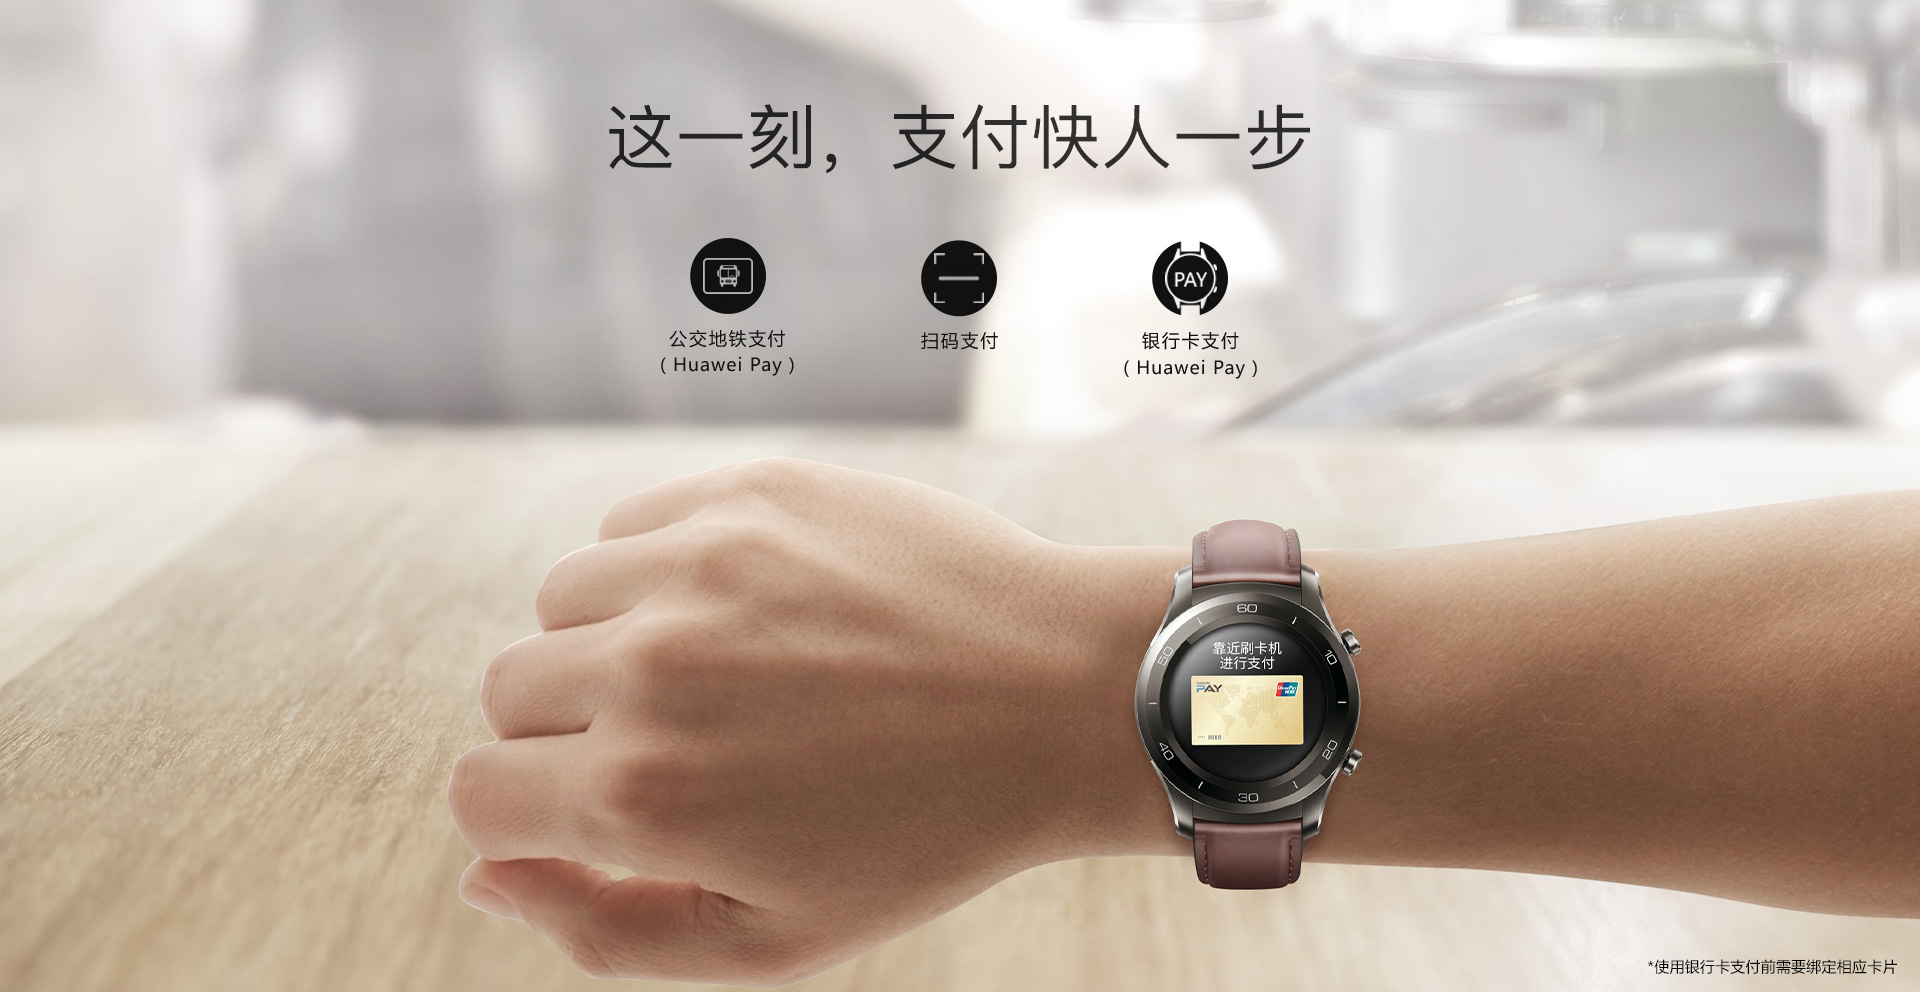 这一刻，支付快人一步
PAY
公交地铁支付
（Huawei Pay）
扫码支付
银行卡支付
（Huawei Pay）
60
10
20
30
40
50
靠近刷卡机
进行支付
PAY
UnionPay
银联
*使用银行卡支付前需要绑定相应卡片